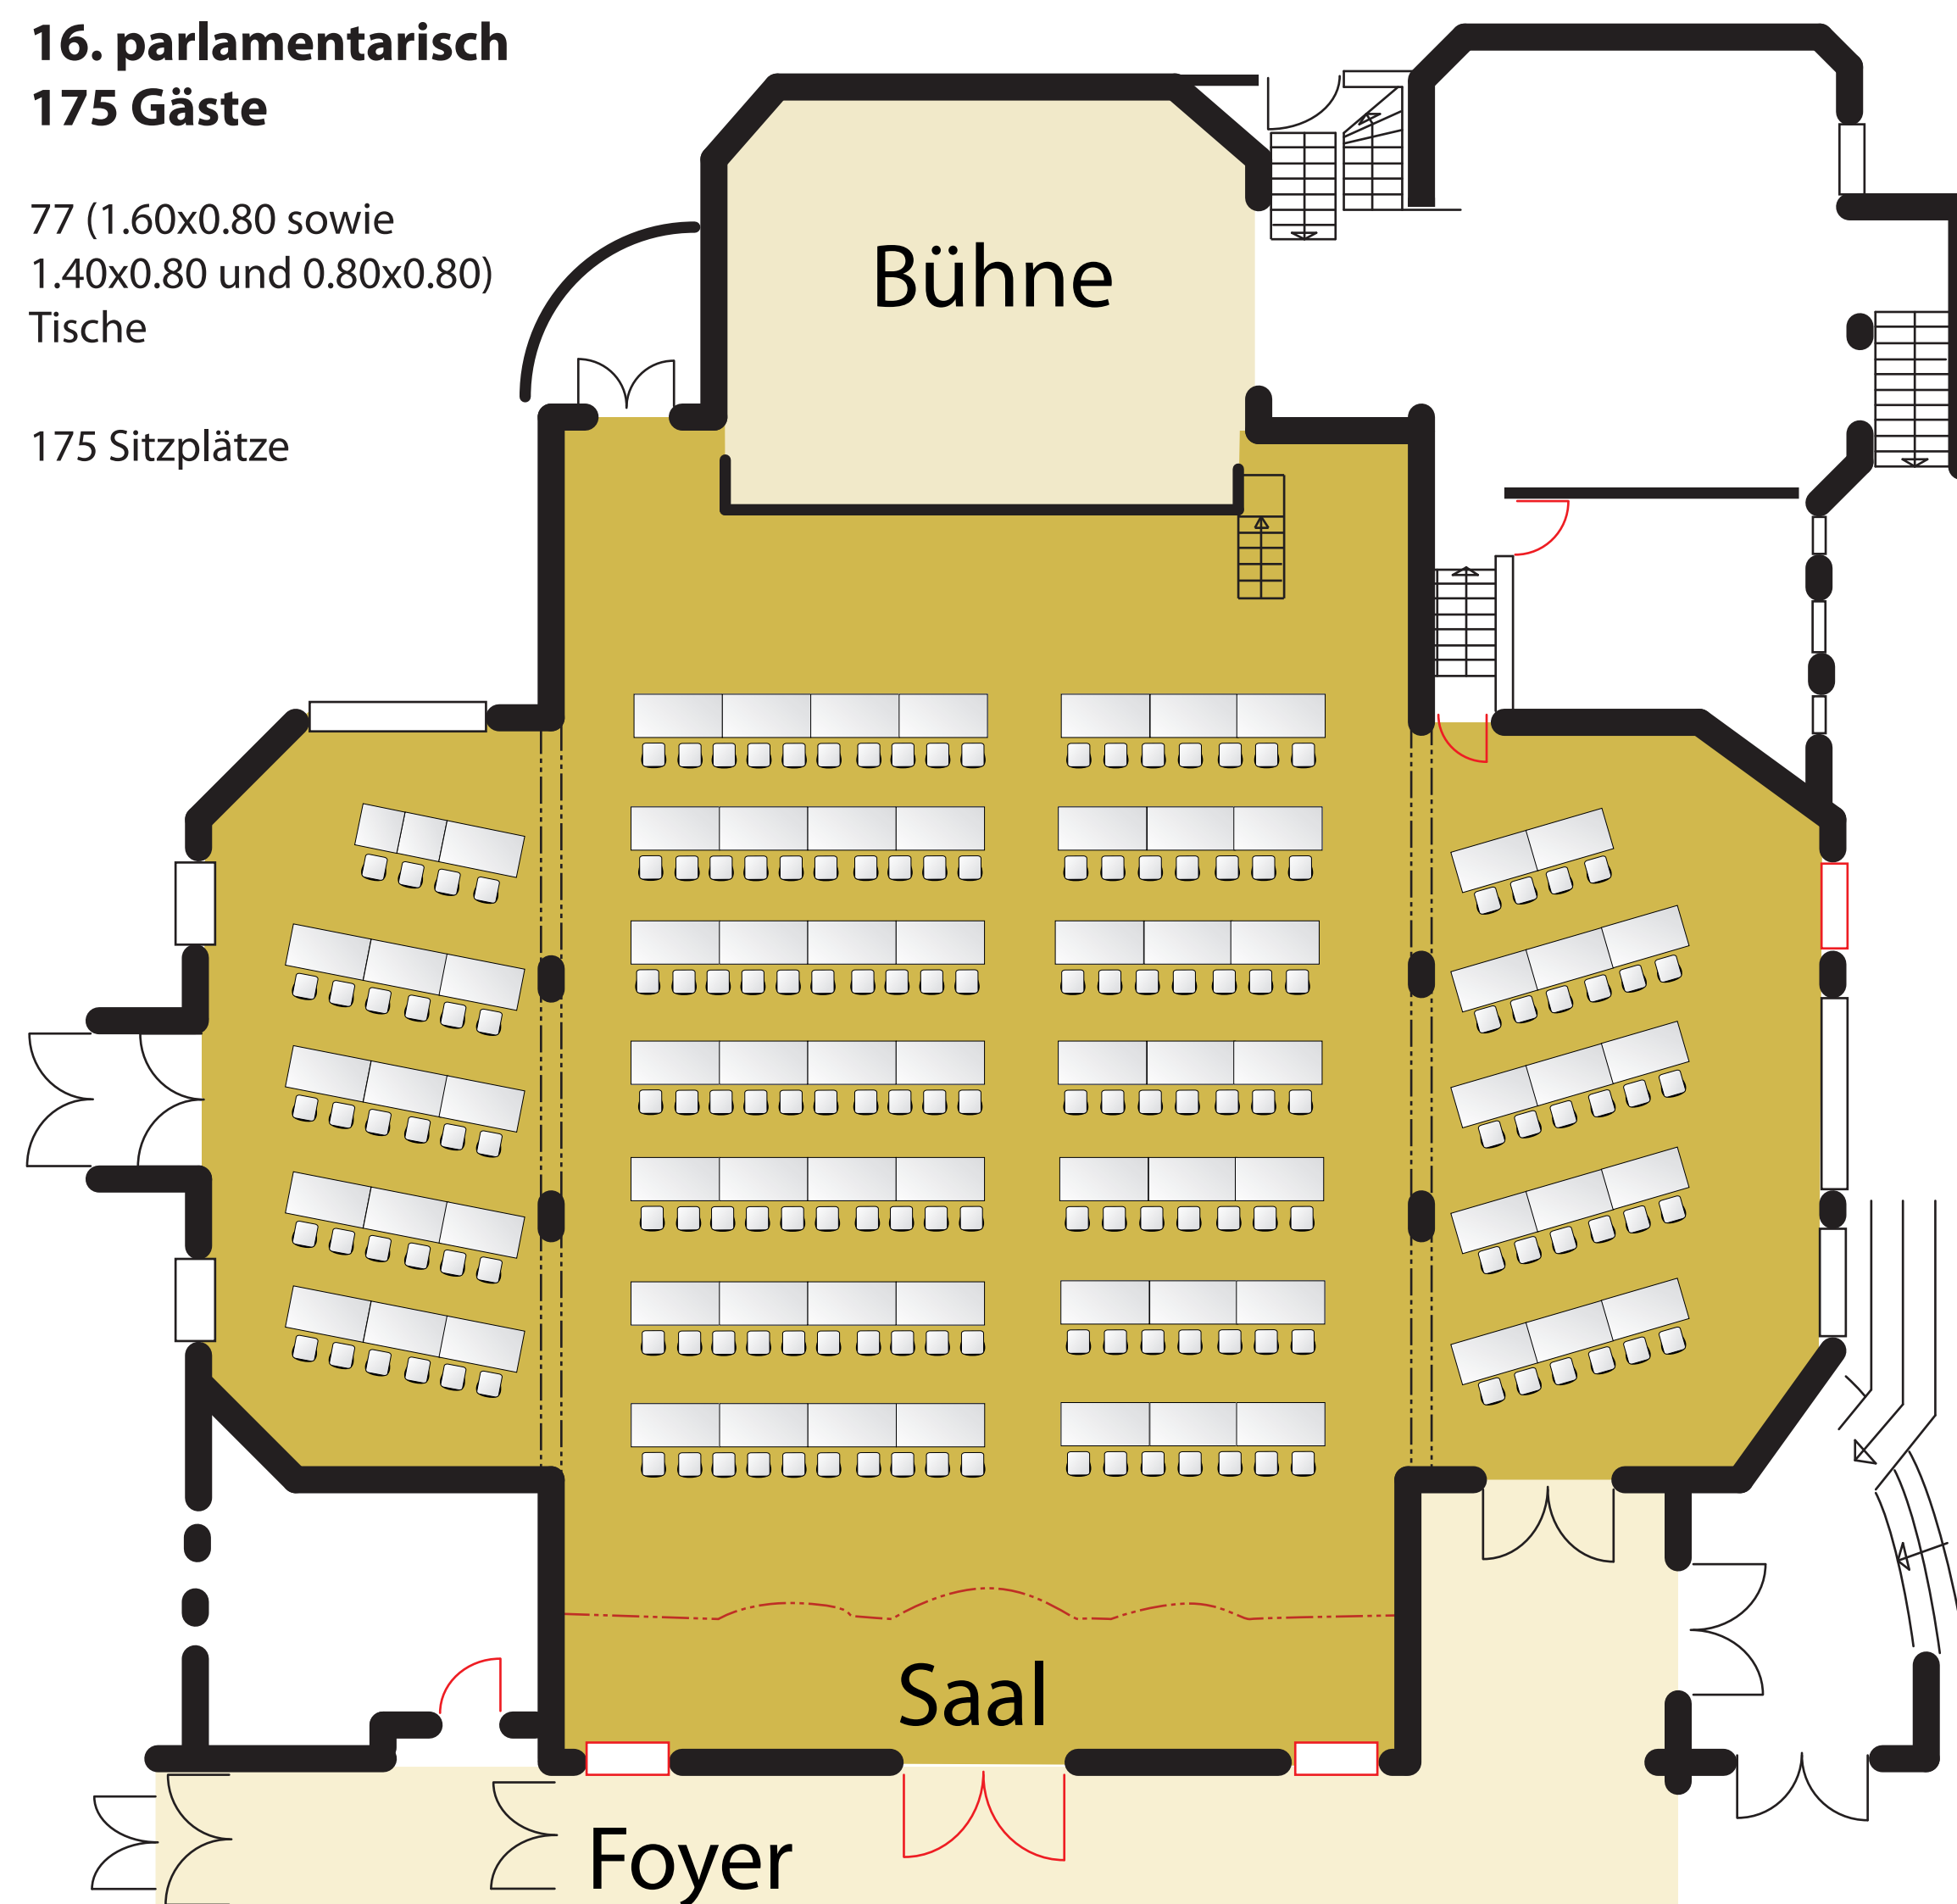 16. parlamentarisch
175 Gäste
77 (1.60x0.80 sowie
1.40x0.80 und 0.80x0.80)
Tische
175 Sitzplätze
Bühne
Saal
Foyer